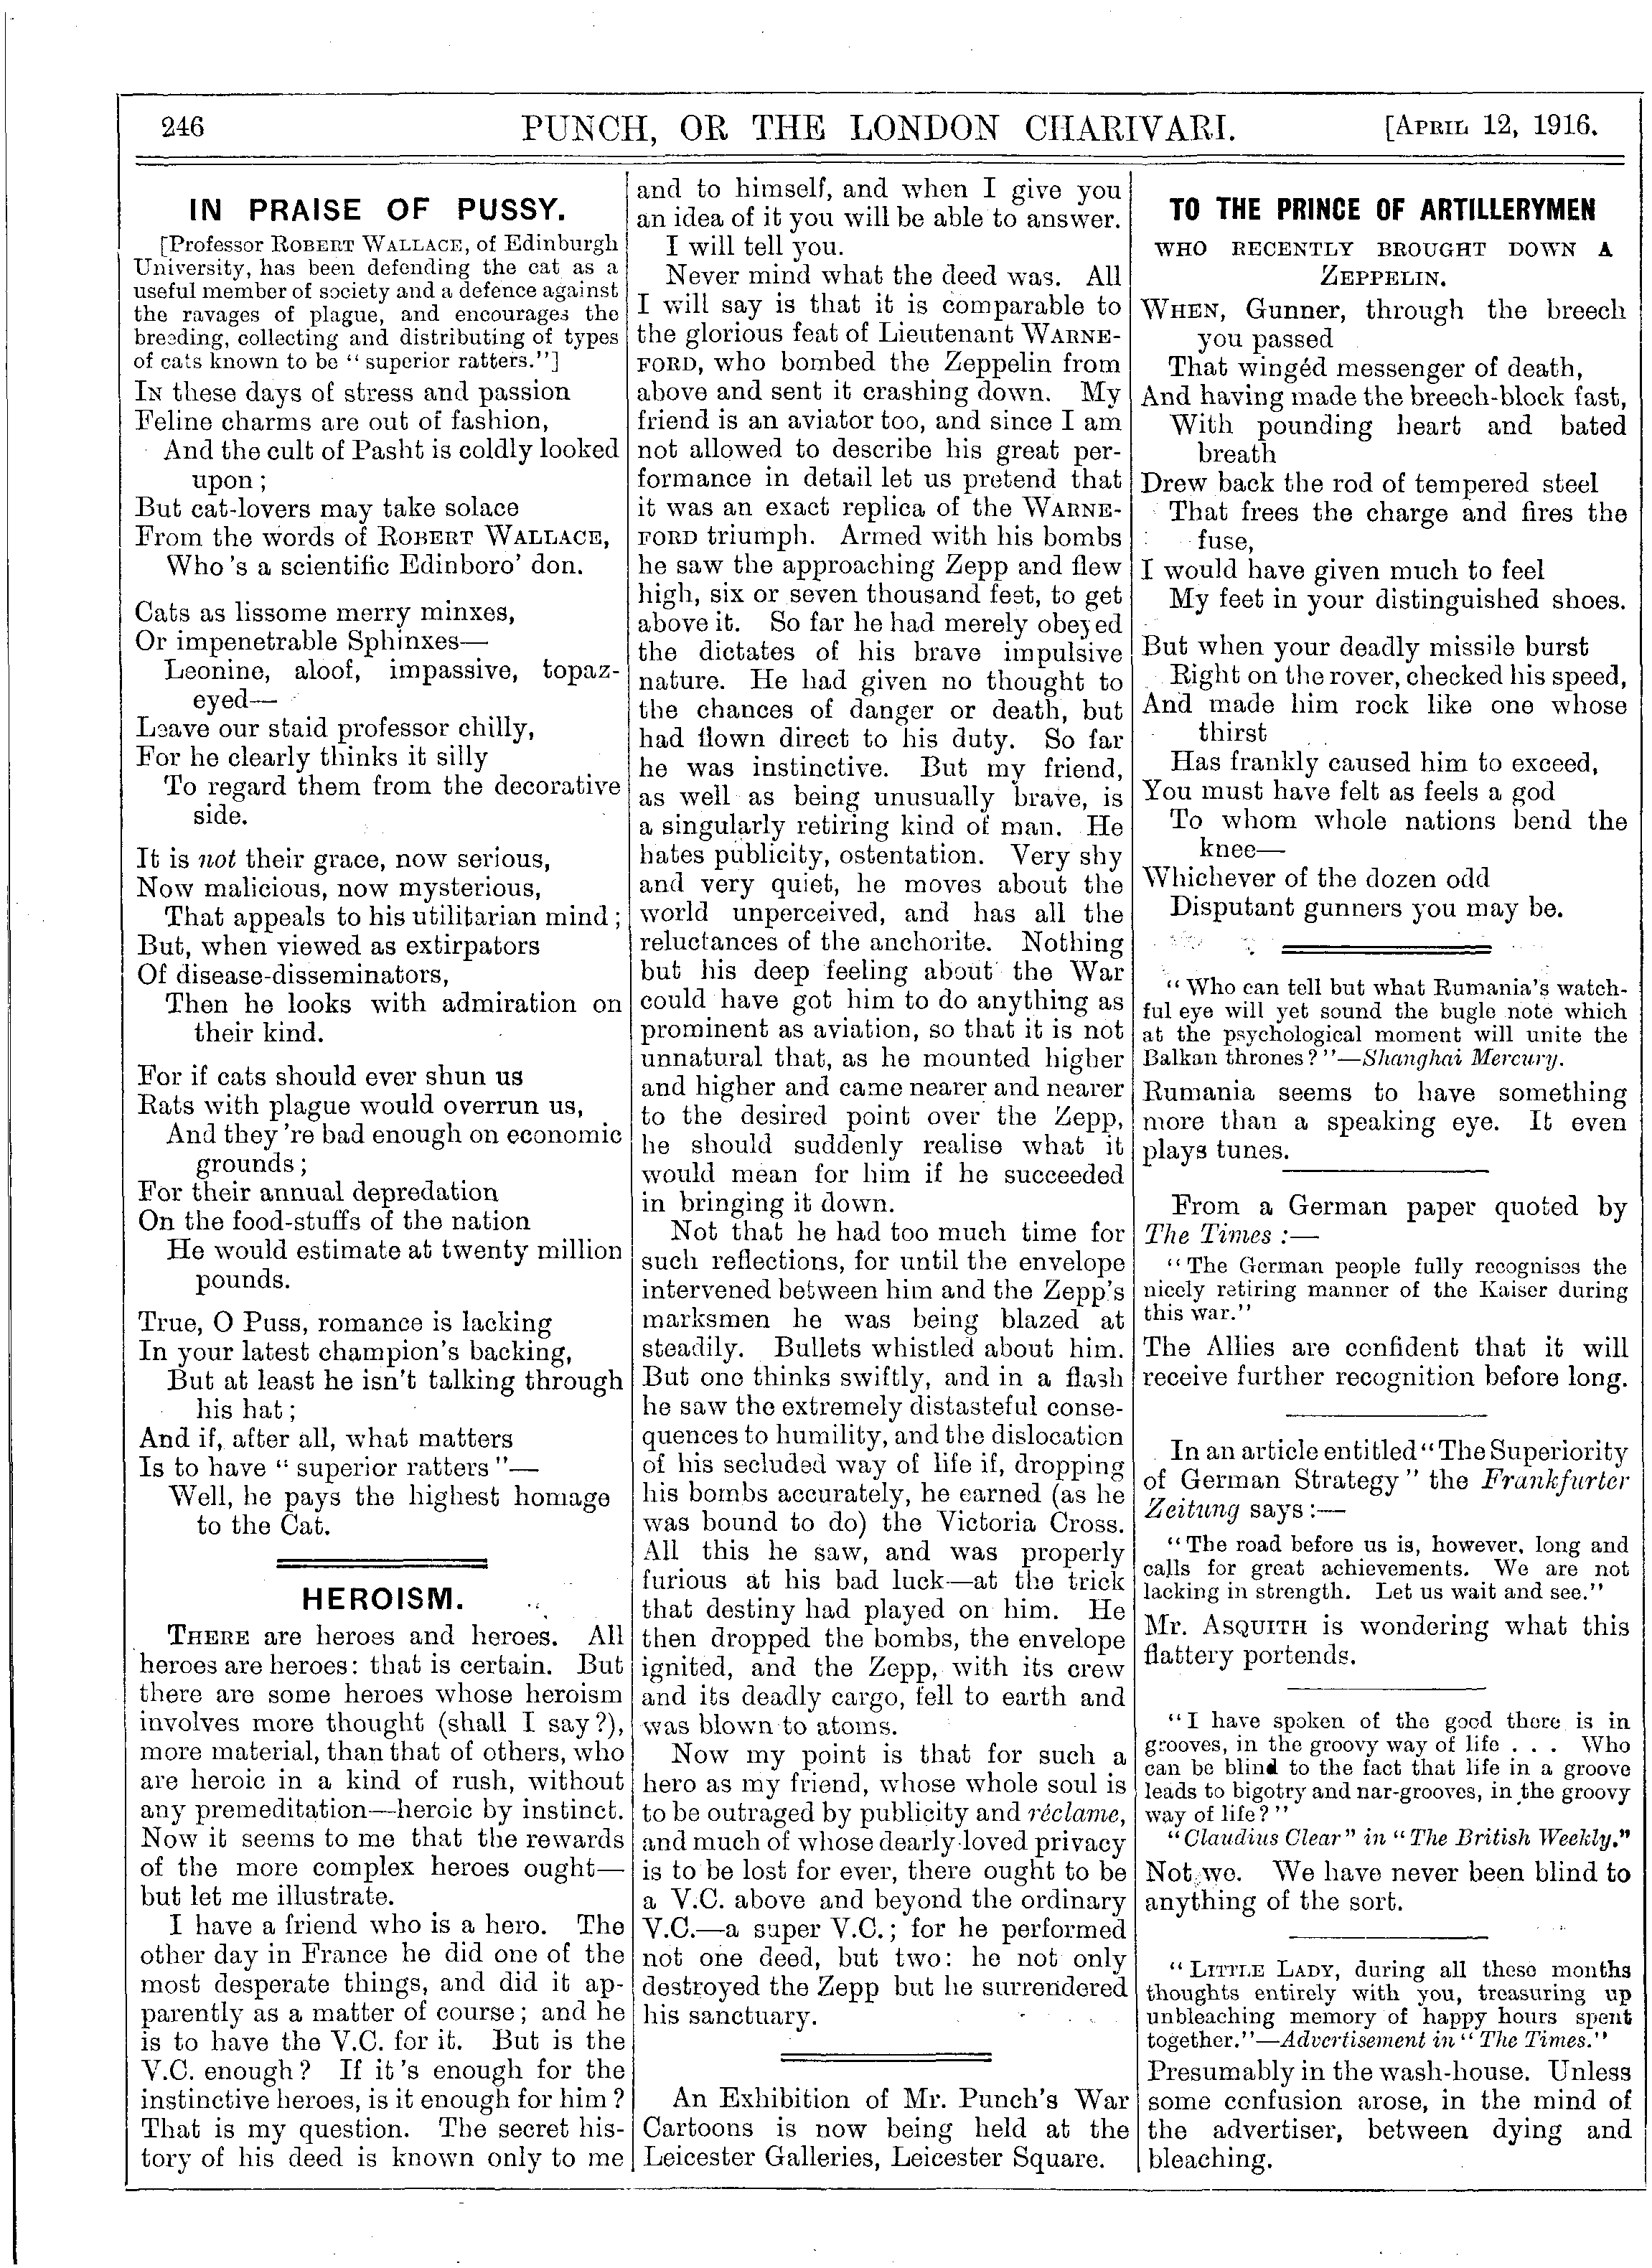 246
PUNCH, OR THE LONDON CHARIVARI.
[APRIL 12, 1916.
IN PRAISE OF PUSSY.
[Professor ROBERT WALLACE, of Edinburgh
University, has been defending the cat as a
useful member of society and a defence against
the ravages of plague, and encourages the
breeding, collecting and distributing of types
of cats known to be "superior ratters."]
IN these days of stress and passion
Feline charms are out of fashion,
And the cult of Pasht is coldly looked
upon;
But cat-lovers may take solace
From the words of ROBERT WALLACE,
Who's a scientific Edinboro' don.
Cats as lissome merry minxes,
Or impenetrable Sphinxes—
Leonine, aloof, impassive, topaz-
eyed—
Leave our staid professor chilly,
For he clearly thinks it silly
To regard them from the decorative
side.
It is not their grace, now serious,
Now malicious, now mysterious,
That appeals to his utilitarian mind;
But, when viewed as extirpators
Of disease-disseminators,
Then he looks with admiration on
their kind.
For if cats should ever shun us
Rats with plague would overrun us,
And they're bad enough on economic
grounds;
For their annual depredation
On the food-stuffs of the nation
He would estimate at twenty million
pounds.
True, O Puss, romance is lacking
In your latest champion's backing,
But at least he isn't talking through
his hat;
And if, after all, what matters
Is to have "superior ratters"—
Well, he pays the highest homage
to the Cat.
HEROISM.
THERE are heroes and heroes. All
heroes are heroes: that is certain. But
there are some heroes whose heroism
involves more thought (shall I say?),
more material, than that of others, who
are heroic in a kind of rush, without
any premeditation—heroic by instinct.
Now it seems to me that the rewards
of the more complex heroes ought—
but let me illustrate.
I have a friend who is a hero. The
other day in France he did one of the
most desperate things, and did it ap-
parently as a matter of course; and he
is to have the V.C. for it. But is the
V.C. enough? If it's enough for the
instinctive heroes, is it enough for him?
That is my question. The secret his-
tory of his deed is known only to me
and to himself, and when I give you
an idea of it you will be able to answer.
I will tell you.
Never mind what the deed was. All
I will say is that it is comparable to
the glorious feat of Lieutenant WARNE-
FORD, who bombed the Zeppelin from
above and sent it crashing down. My
friend is an aviator too, and since I am
not allowed to describe his great per-
formance in detail let us pretend that
it was an exact replica of the WARNE-
FORD triumph. Armed with his bombs
he saw the approaching Zepp and flew
high, six or seven thousand feet, to get
above it. So far he had merely obeyed
the dictates of his brave impulsive
nature. He had given no thought to
the chances of danger or death, but
had flown direct to his duty. So far
he was instinctive. But my friend,
as well as being unusually brave, is
a singularly retiring kind of man. He
hates publicity, ostentation. Very shy
and very quiet, he moves about the
world unperceived, and has all the
reluctances of the anchorite. Nothing
but his deep feeling about the War
could have got him to do anything as
prominent as aviation, so that it is not
unnatural that, as he mounted higher
and higher and came nearer and nearer
to the desired point over the Zepp,
he should suddenly realise what it
would mean for him if he succeeded
in bringing it down.
Not that he had too much time for
such reflections, for until the envelope
intervened between him and the Zepp's
marksmen he was being blazed at
steadily. Bullets whistled about him.
But one thinks swiftly, and in a flash
he saw the extremely distasteful conse-
quences to humility, and the dislocation
of his secluded way of life if, dropping
his bombs accurately, he earned (as he
was bound to do) the Victoria Cross.
All this he saw, and was properly
furious at his bad luck—at the trick
that destiny had played on him. He
then dropped the bombs, the envelope
ignited, and the Zepp, with its crew
and its deadly cargo, fell to earth and
was blown to atoms.
Now my point is that for such a
hero as my friend, whose whole soul is
to be outraged by publicity and réclame,
and much of whose dearly-loved privacy
is to be lost for ever, there ought to be
a V.C. above and beyond the ordinary
V.C.—a super V.C.; for he performed
not one deed, but two: he not only
destroyed the Zepp but he surrendered
his sanctuary.
An Exhibition of Mr. Punch's War
Cartoons is now being held at the
Leicester Galleries, Leicester Square.
TO THE PRINCE OF ARTILLERYMEN
WHO RECENTLY BROUGHT DOWN A
ZEPPELIN.
WHEN, Gunner, through the breech
you passed
That wingéd messenger of death,
And having made the breech-block fast,
With pounding heart and bated
breath
Drew back the rod of tempered steel
That frees the charge and fires the
fuse,
I would have given much to feel
My feet in your distinguished shoes.
But when your deadly missile burst
Right on the rover, checked his speed,
And made him rock like one whose
thirst
Has frankly caused him to exceed,
You must have felt as feels a god
To whom whole nations bend the
knee—
Whichever of the dozen odd
Disputant gunners you may be.
"Who can tell but what Rumania's watch-
ful eye will yet sound the bugle note which
at the psychological moment will unite the
Balkan thrones?"—Shanghai Mercury.
Rumania seems to have something
more than a speaking eye. It even
plays tunes.
From a German paper quoted by
The Times:—
"The German people fully recognises the
nicely retiring manner of the Kaiser during
this war."
The Allies are confident that it will
receive further recognition before long.
In an article entitled "The Superiority
of German Strategy" the Frankfurter
Zeitung says:—
"The road before us is, however, long and
calls for great achievements. We are not
lacking in strength. Let us wait and see."
Mr. ASQUITH is wondering what this
flattery portends.
"I have spoken of the good there is in
grooves, in the groovy way of life . . . Who
can be blind to the fact that life in a groove
leads to bigotry and nar-grooves, in the groovy
way of life?"
"Claudius Clear" in "The British Weekly."
Not we. We have never been blind to
anything of the sort.
"LITTLE LADY, during all these months
thoughts entirely with you, treasuring up
unbleaching memory of happy hours spent
together."—Advertisement in "The Times."
Presumably in the wash-house. Unless
some confusion arose, in the mind of
the advertiser, between dying and
bleaching.